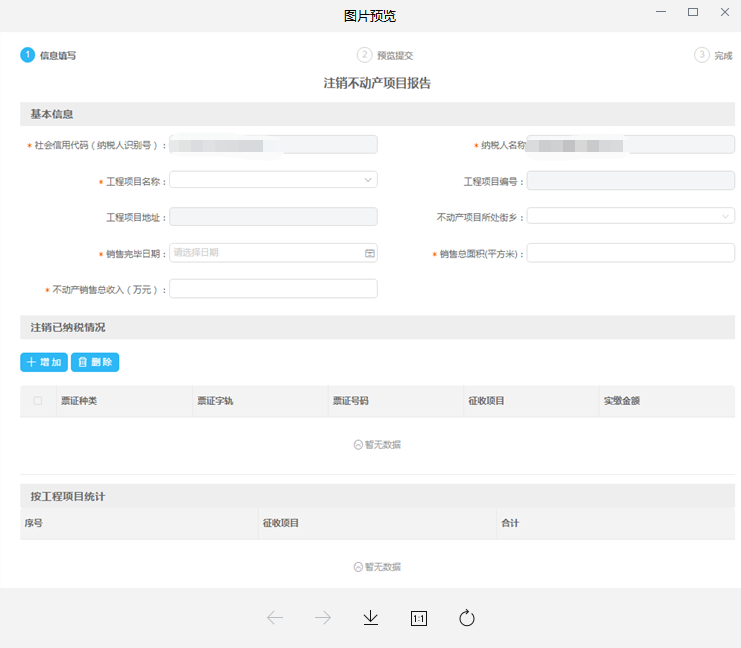 图片预览
1 信息填写 2 预览提交 3 完成
注销不动产项目报告
基本信息
* 社会信用代码（纳税人识别号）： * 纳税人名称
* 工程项目名称： 工程项目编号：
工程项目地址： 不动产项目所处街乡：
* 销售完毕日期： 请选择日期 * 销售总面积(平方米)：
* 不动产销售总收入（万元）：
注销已纳税情况
增加 删除
票证种类 票证字轨 票证号码 征收项目 实缴金额
暂无数据
按工程项目统计
序号 征收项目 合计
暂无数据
1:1